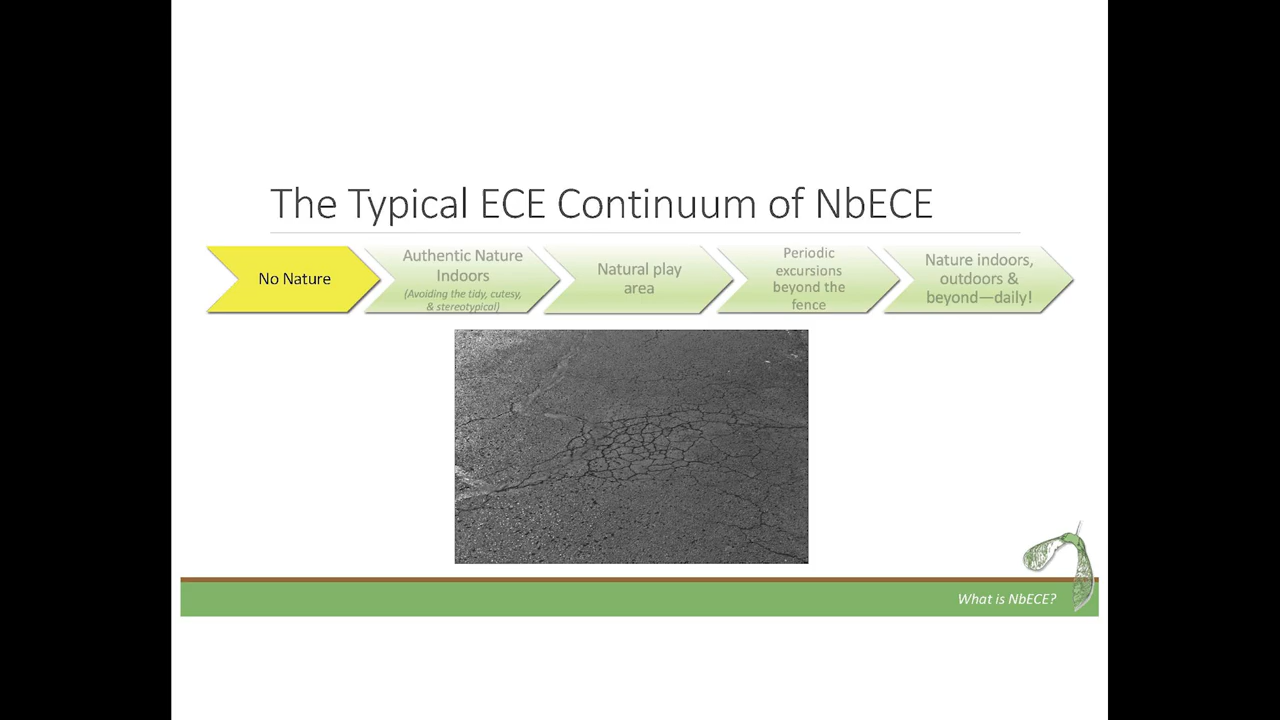 The Typical ECE Continuum of NbECE
No Nature
Authentic Nature
Indoors
(Avoiding the tidy, cutesy,
& stereotypical)
Natural play
area
Periodic
excursions
beyond the
fence
Nature indoors,
outdoors &
beyond—daily!
What is NbECE?